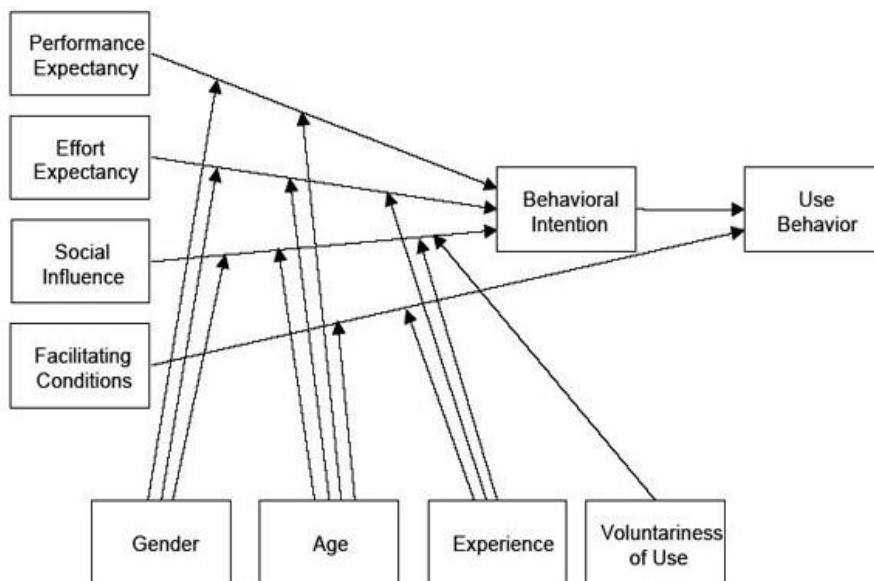 Performance
Expectancy
Effort
Expectancy
Social
Influence
Facilitating
Conditions
Behavioral
Intention
Use
Behavior
Gender
Age
Experience
Voluntariness
of Use